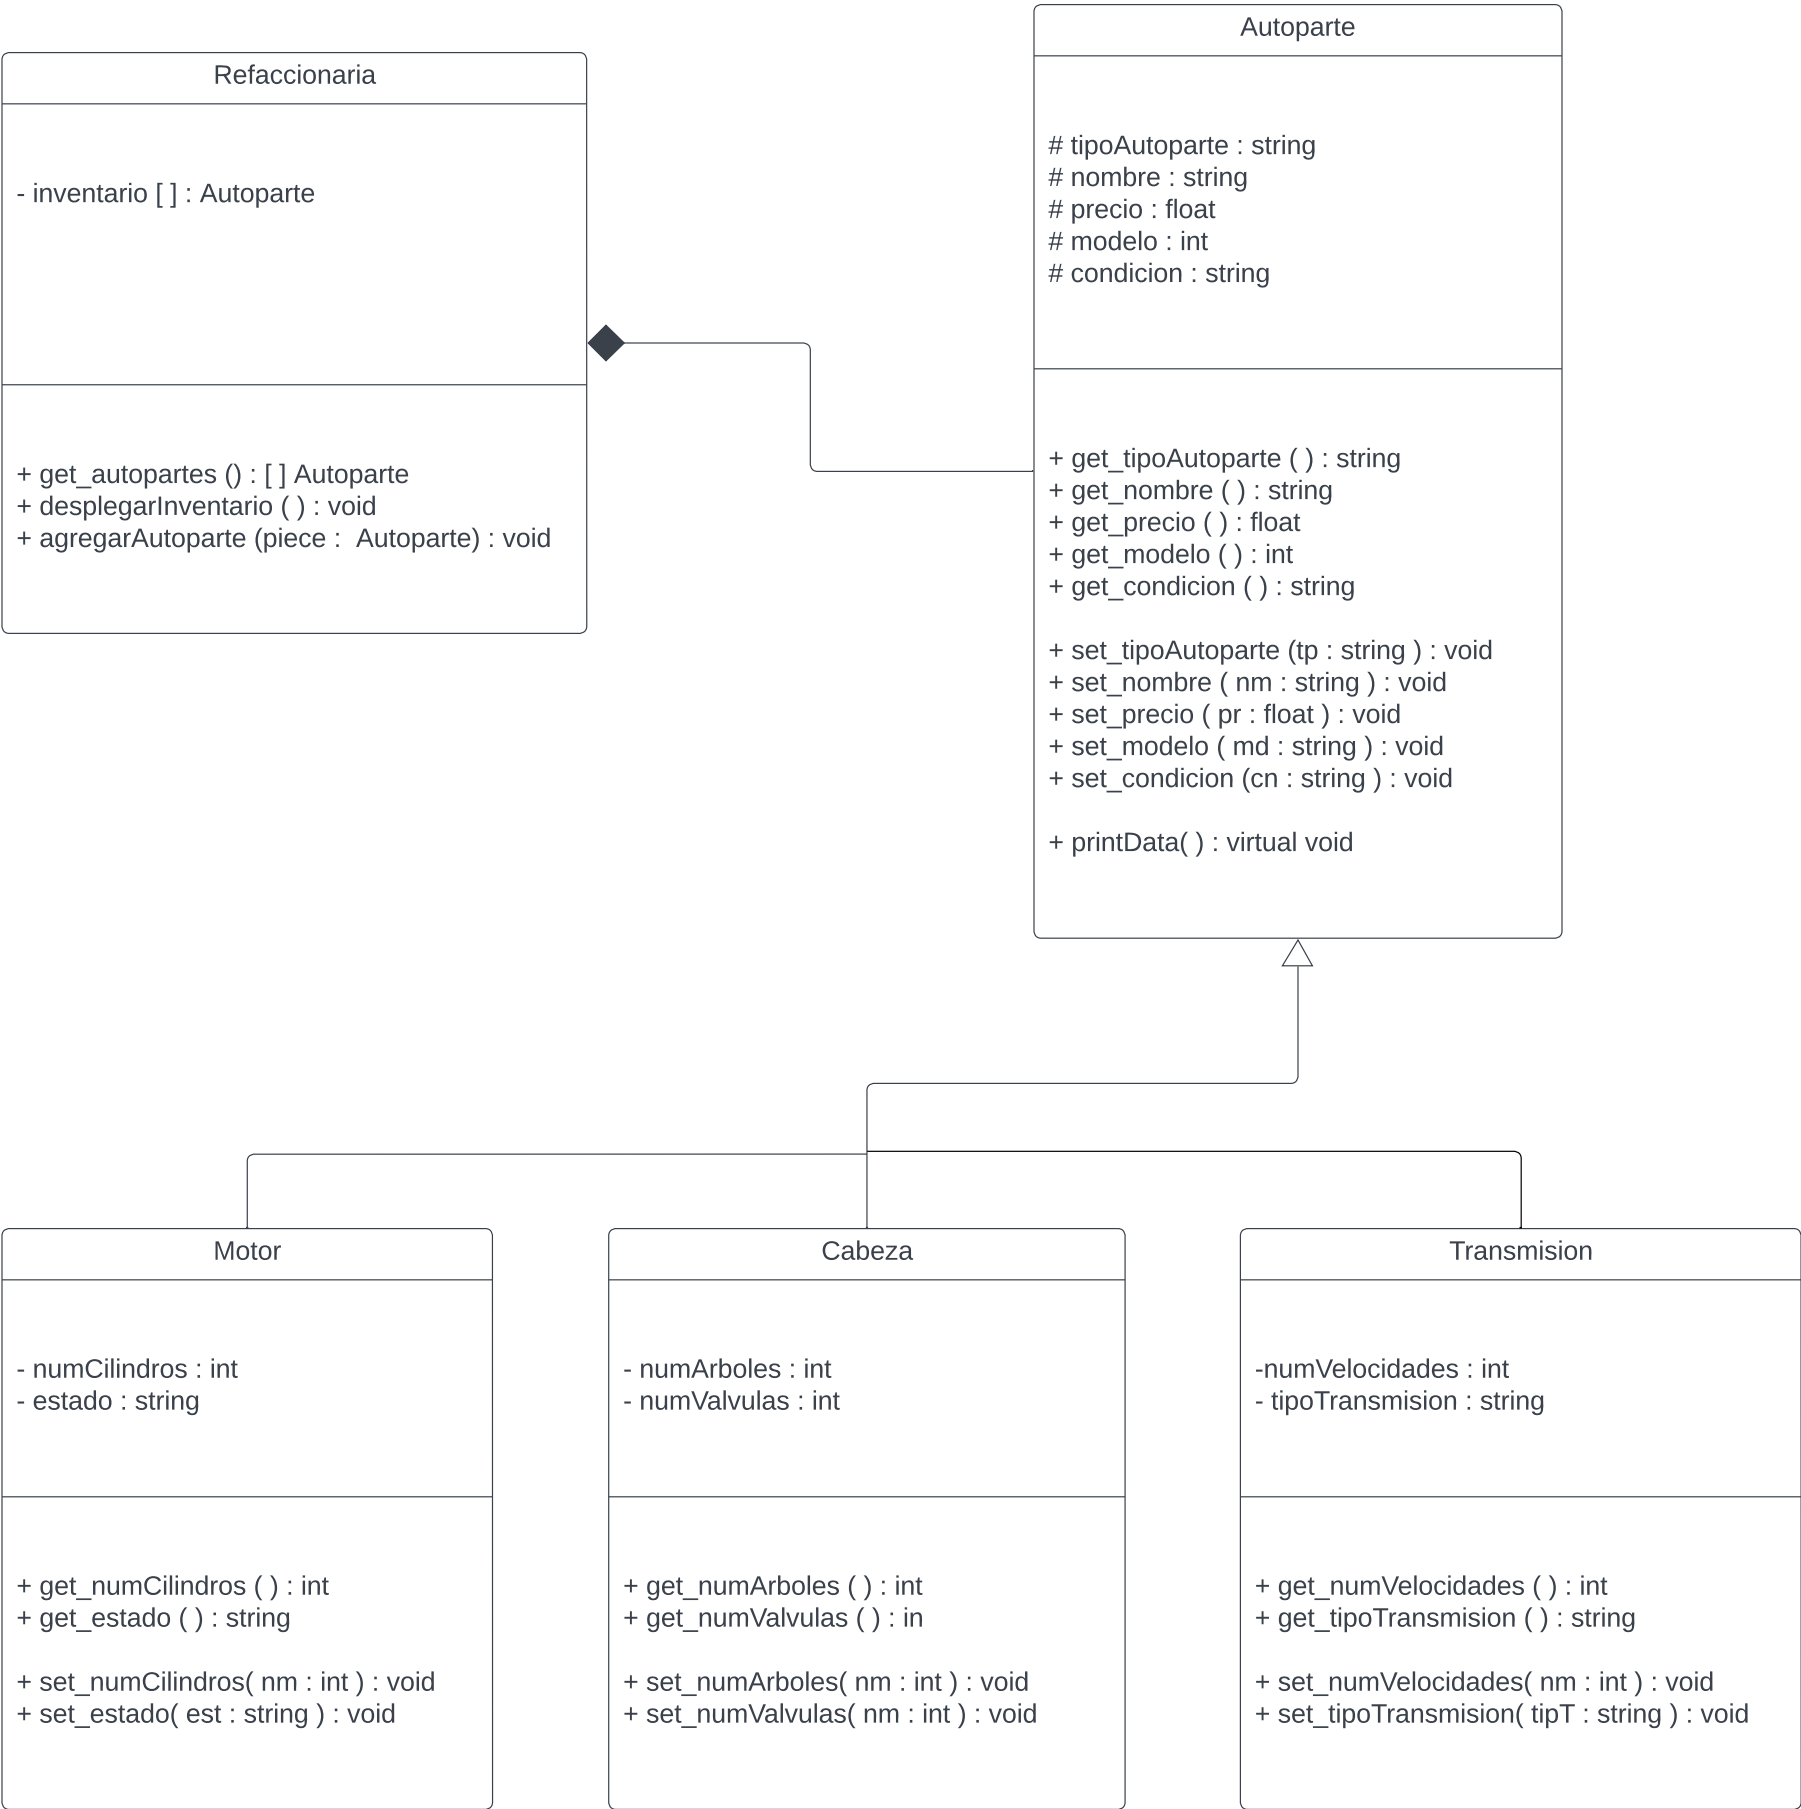 Refaccionaria
- inventario [ ] : Autoparte
+ get_autopartes () : [ ] Autoparte
+ desplegarInventario ( ) : void
+ agregarAutoparte (piece :  Autoparte) : void
Autoparte
# tipoAutoparte : string
# nombre : string
# precio : float
# modelo : int
# condicion : string
+ get_tipoAutoparte ( ) : string
+ get_nombre ( ) : string
+ get_precio ( ) : float
+ get_modelo ( ) : int
+ get_condicion ( ) : string
+ set_tipoAutoparte (tp : string ) : void
+ set_nombre ( nm : string ) : void
+ set_precio ( pr : float ) : void
+ set_modelo ( md : string ) : void
+ set_condicion (cn : string ) : void
+ printData( ) : virtual void
Motor
- numCilindros : int
- estado : string
+ get_numCilindros ( ) : int
+ get_estado ( ) : string
+ set_numCilindros( nm : int ) : void
+ set_estado( est : string ) : void
Cabeza
- numArboles : int
- numValvulas : int
+ get_numArboles ( ) : int
+ get_numValvulas ( ) : in
+ set_numArboles( nm : int ) : void
+ set_numValvulas( nm : int ) : void
Transmision
-numVelocidades : int
- tipoTransmision : string
+ get_numVelocidades ( ) : int
+ get_tipoTransmision ( ) : string
+ set_numVelocidades( nm : int ) : void
+ set_tipoTransmision( tipT : string ) : void